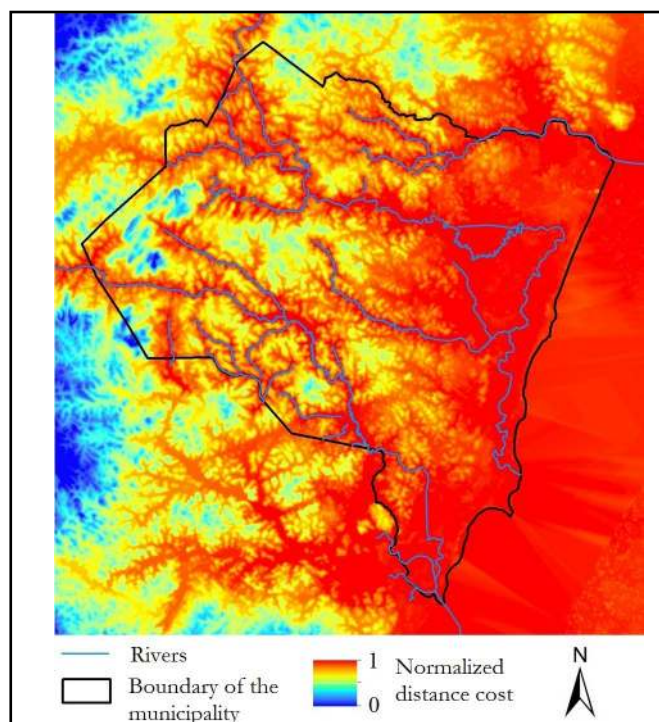 Rivers
Boundary of the
municipality
1
0
Normalized
distance cost
N